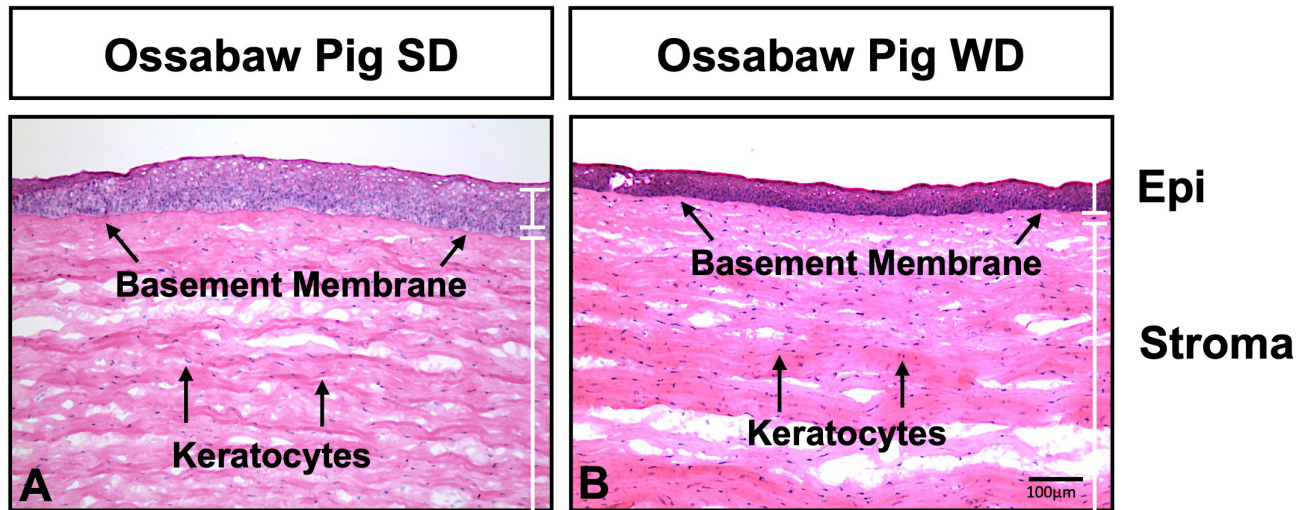 Ossabaw Pig SD
Ossabaw Pig WD
Basement Membrane
Keratocytes
A
Basement Membrane
Keratocytes
B
100µm
Epi
Stroma